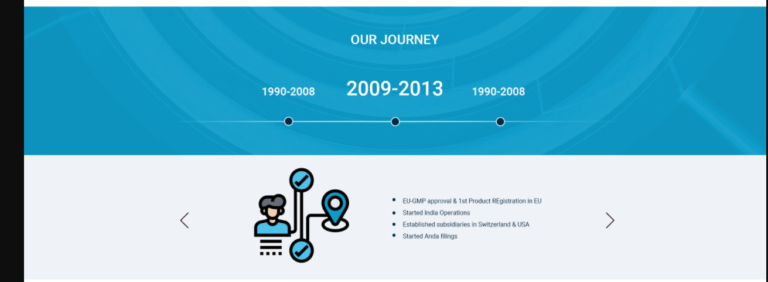 OUR JOURNEY
1990-2008 2009-2013 1990-2008
EU-GMP approval & 1st Product REgistration in EU
Started India Operations
Established subsidiaries in Switzerland & USA
Started Anda filings